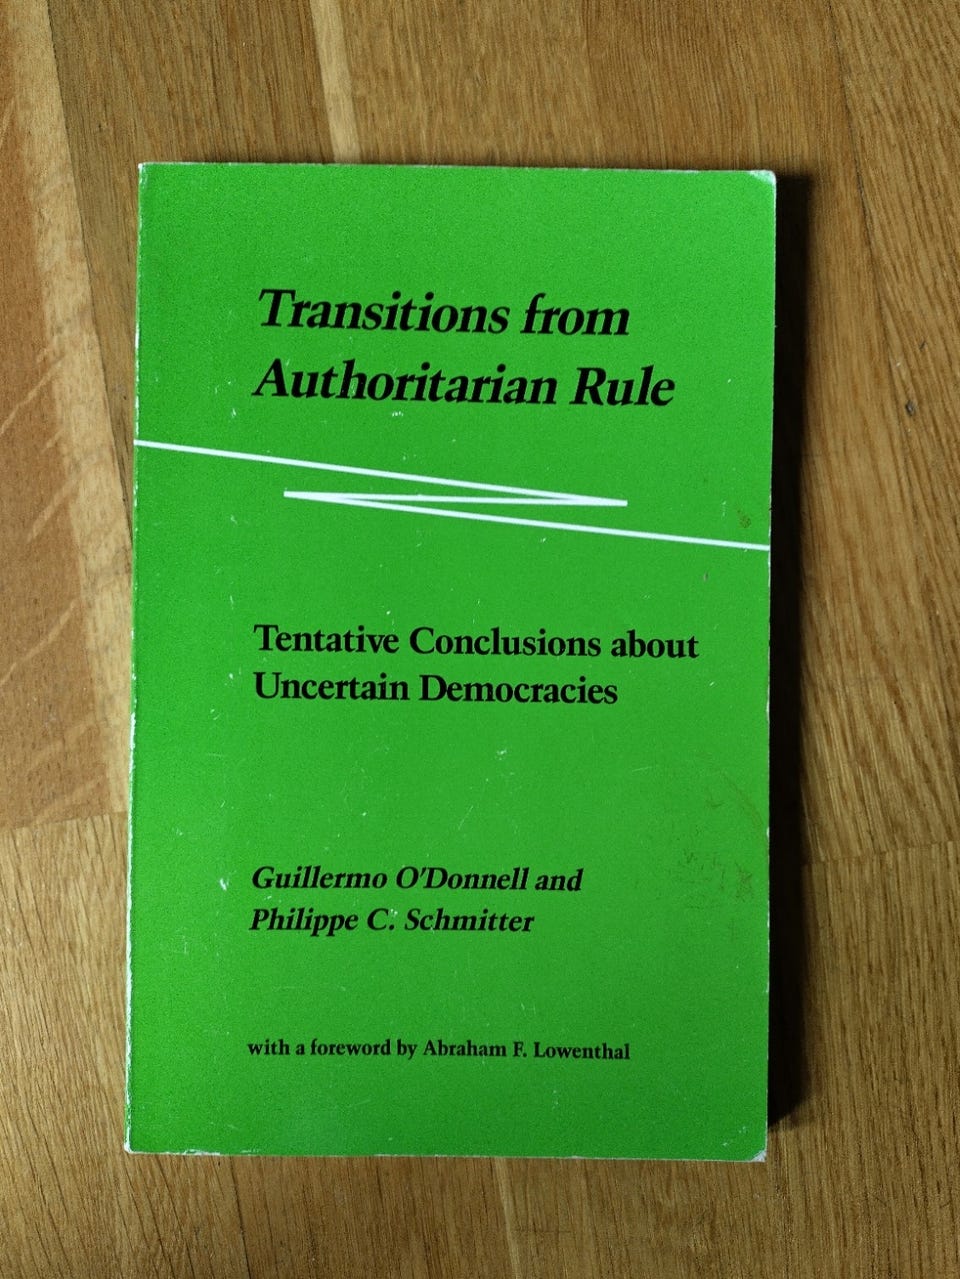 Transitions from
Authoritarian Rule
Tentative Conclusions about
Uncertain Democracies
Guillermo O'Donnell and
Philippe C. Schmitter
with a foreword by Abraham F. Lowenthal